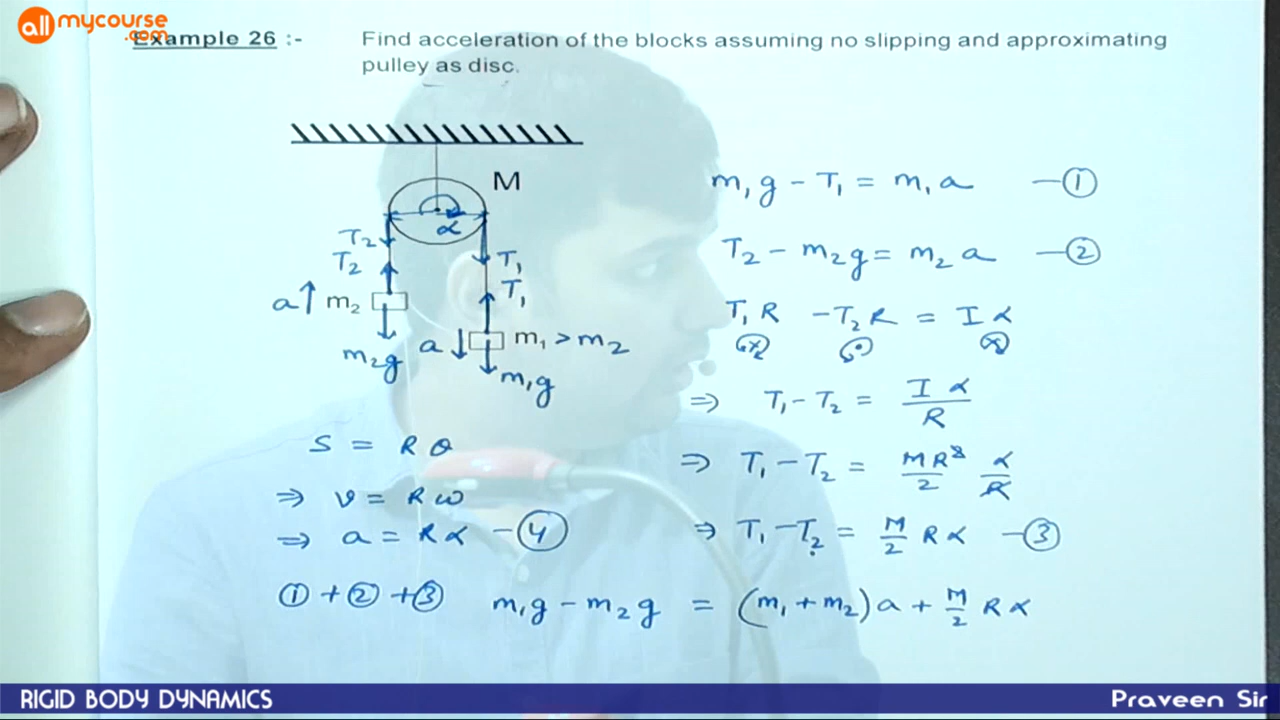 allmycourse.com
Example 26 :- Find acceleration of the blocks assuming no slipping and approximating
pulley as disc.
M
α
T₂
T₂
T₁
T₁
a↑ m₂
a↓ m₁ > m₂
m₂g
m₁g
m₁g - T₁ = m₁a —①
T₂ - m₂g = m₂a —②
T₁R - T₂R = Iα
⇒ T₁ - T₂ = Iα/R
⇒ T₁ - T₂ = MR²/2 α/R
⇒ T₁ - T₂ = M/2 Rα —③
S = Rθ
⇒ v = Rω
⇒ a = Rα —④
① + ② + ③ m₁g - m₂g = (m₁ + m₂)a + M/2 Rα
RIGID BODY DYNAMICS
Praveen Sir